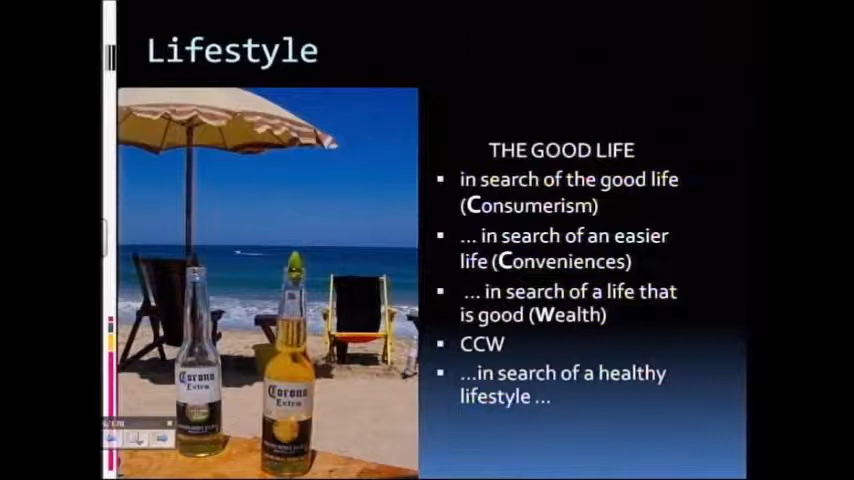 Lifestyle
THE GOOD LIFE
▪ in search of the good life
(Consumerism)
▪ ... in search of an easier
life (Conveniences)
▪ ... in search of a life that
is good (Wealth)
▪ CCW
▪ ...in search of a healthy
lifestyle ...
Corona
Extra
Corona
Extra